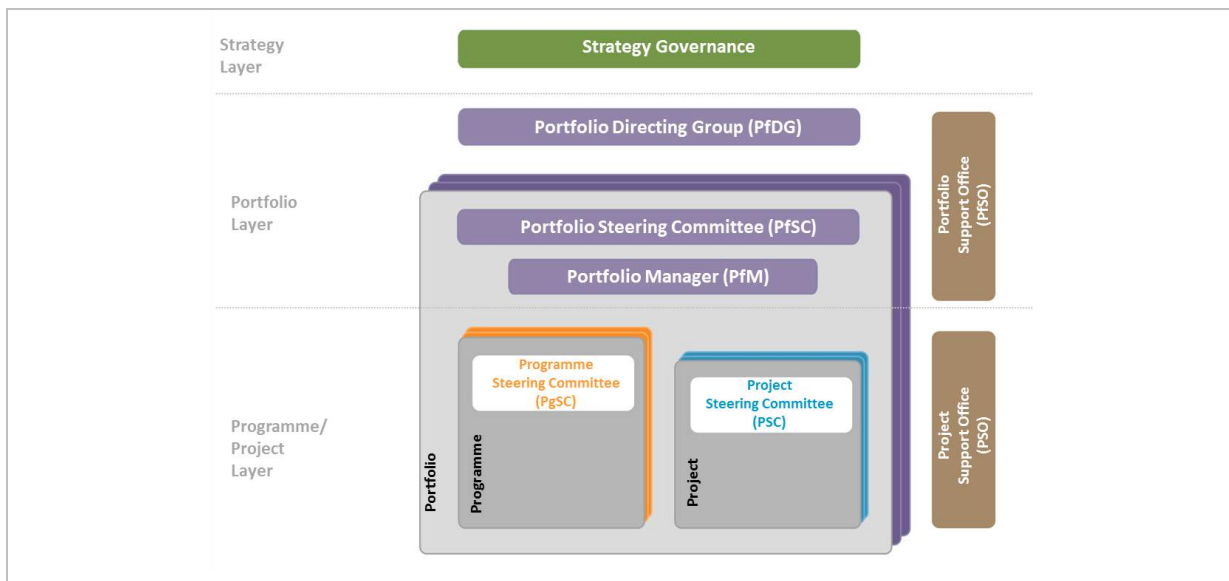 Strategy
Layer
Strategy Governance
Portfolio Directing Group (PfDG)
Portfolio
Layer
Portfolio Steering Committee (PfSC)
Portfolio Manager (PfM)
Portfolio
Support Office
(PfSO)
Programme/
Project
Layer
Portfolio
Programme
Programme
Steering Committee
(PgSC)
Project
Project
Steering Committee
(PSC)
Project
Support Office
(PSO)